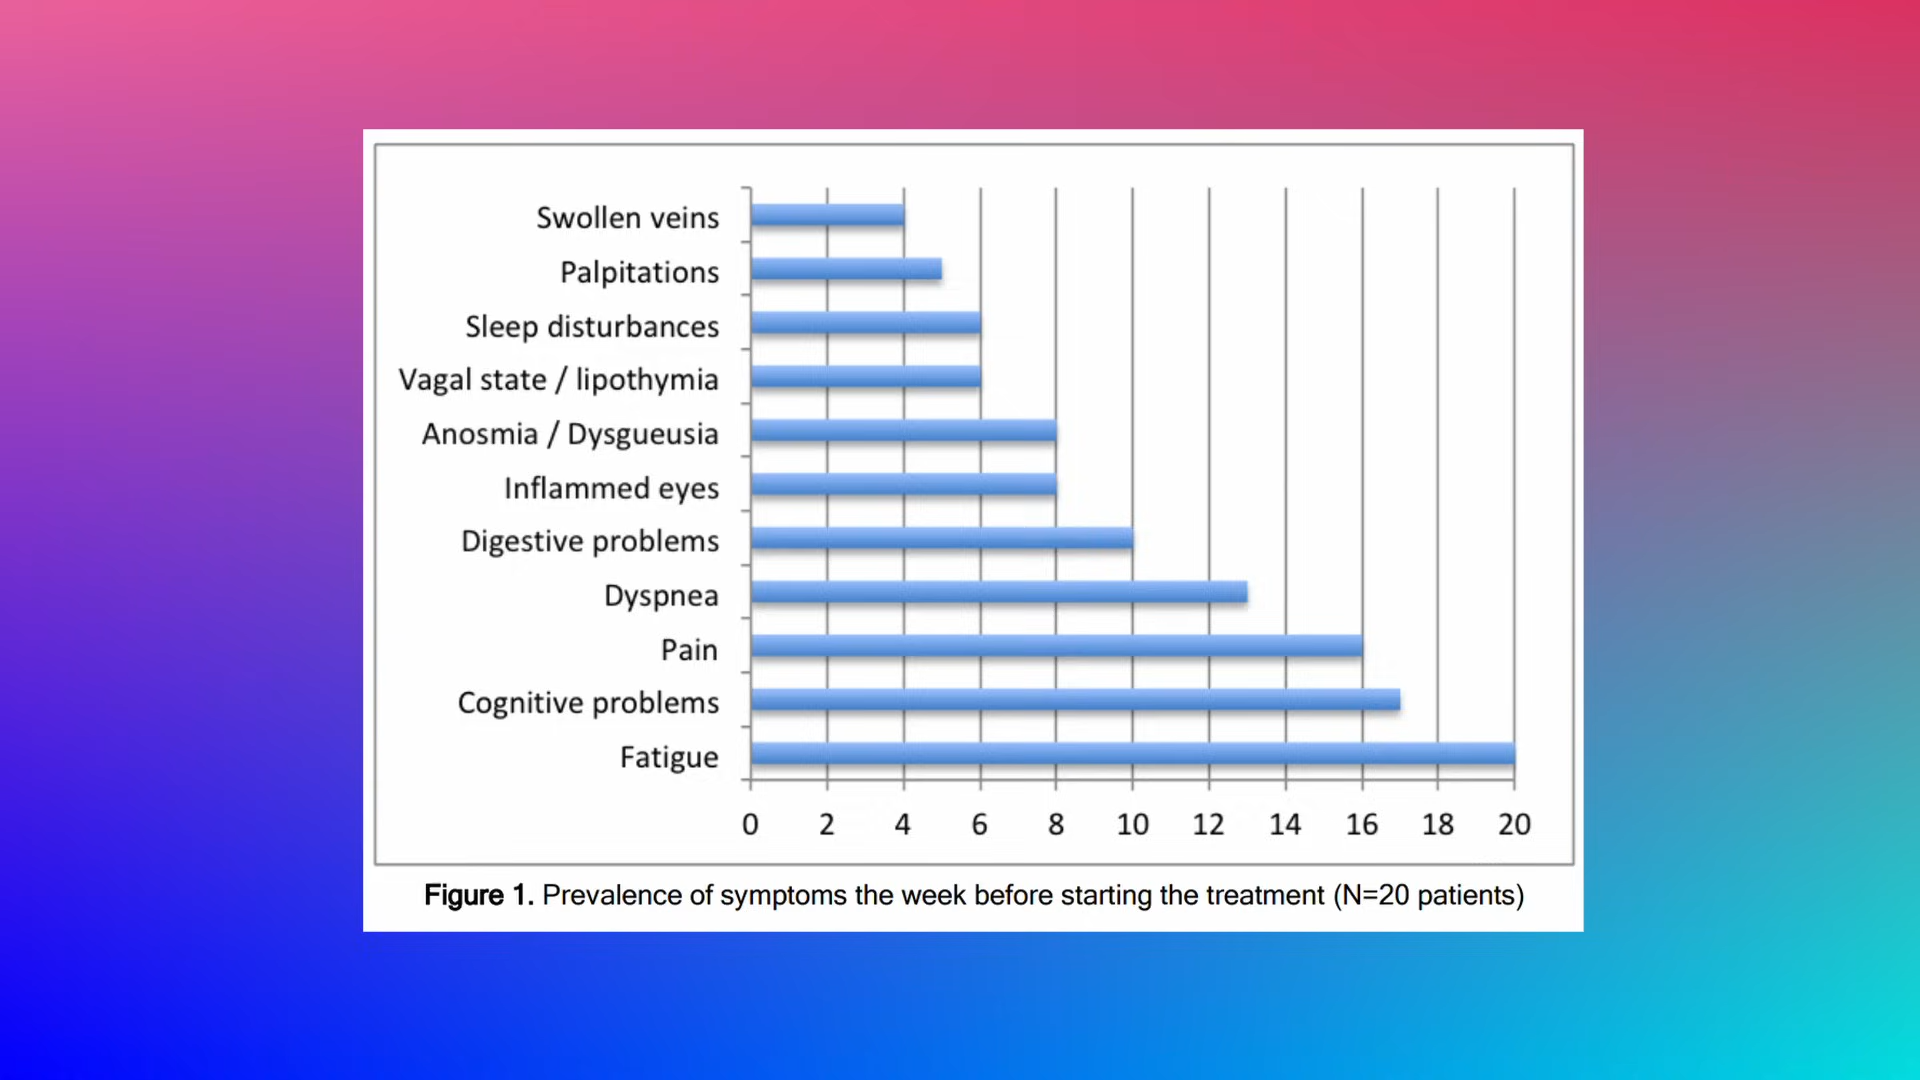 Swollen veins
Palpitations
Sleep disturbances
Vagal state / lipothymia
Anosmia / Dysgueusia
Inflammed eyes
Digestive problems
Dyspnea
Pain
Cognitive problems
Fatigue
0 2 4 6 8 10 12 14 16 18 20
Figure 1. Prevalence of symptoms the week before starting the treatment (N=20 patients)